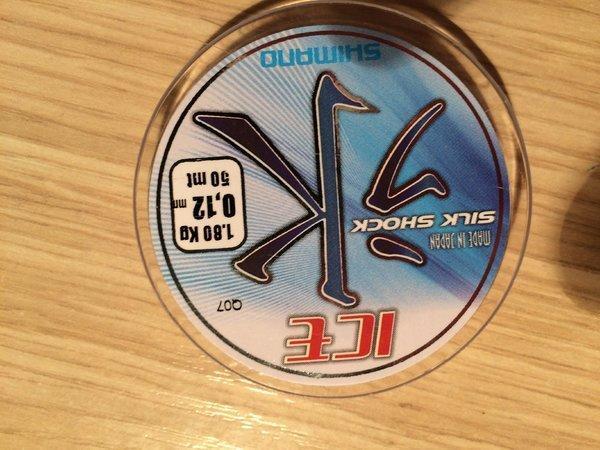 ICE
Q07
氷
MADE IN JAPAN
SILK SHOCK
1.80 Kg
0,12 mm
50 mt
SHIMANO